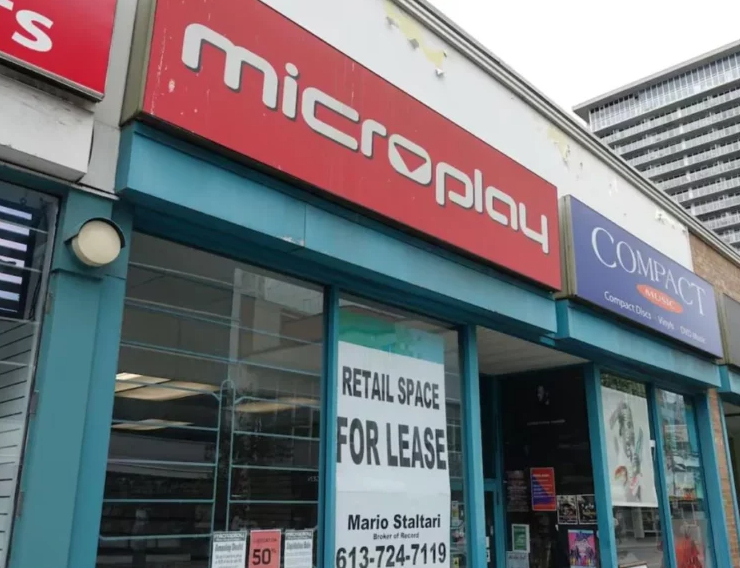 S
microplay
COMPACT
MUSIC
Compact Discs Vinyls DVD Music
RETAIL SPACE
FOR LEASE
Mario Staltari
Broker of Record
613-724-7119
50